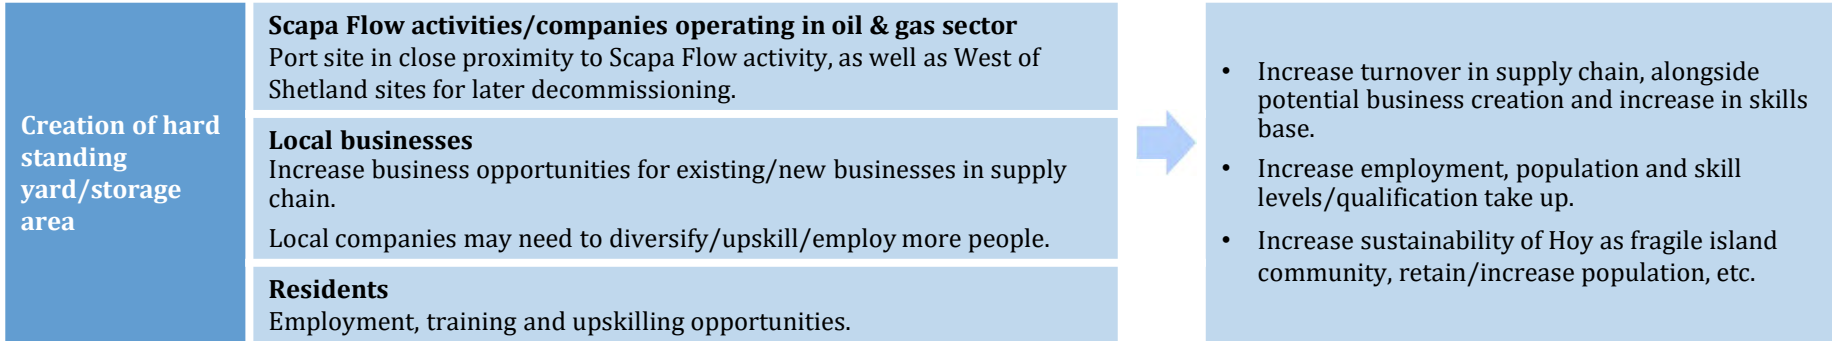 Creation of hard
standing
yard/storage
area
Scapa Flow activities/companies operating in oil & gas sector
Port site in close proximity to Scapa Flow activity, as well as West of
Shetland sites for later decommissioning.
Local businesses
Increase business opportunities for existing/new businesses in supply
chain.
Local companies may need to diversify/upskill/employ more people.
Residents
Employment, training and upskilling opportunities.
• Increase turnover in supply chain, alongside
potential business creation and increase in skills
base.
• Increase employment, population and skill
levels/qualification take up.
• Increase sustainability of Hoy as fragile island
community, retain/increase population, etc.